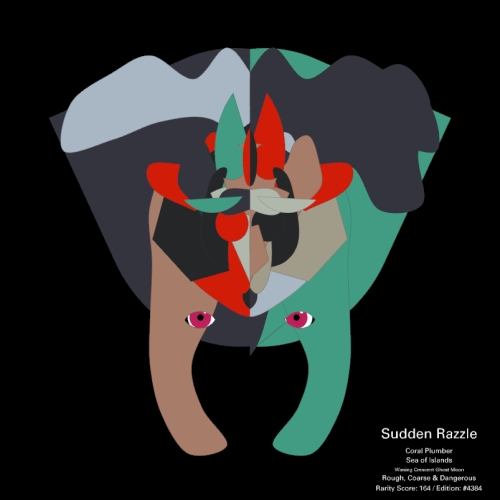 Sudden Razzle
Coral Plumber
Sea of Islands
Waning Crescent Ghost Moon
Rough, Coarse & Dangerous
Rarity Score: 164 / Edition: #4384